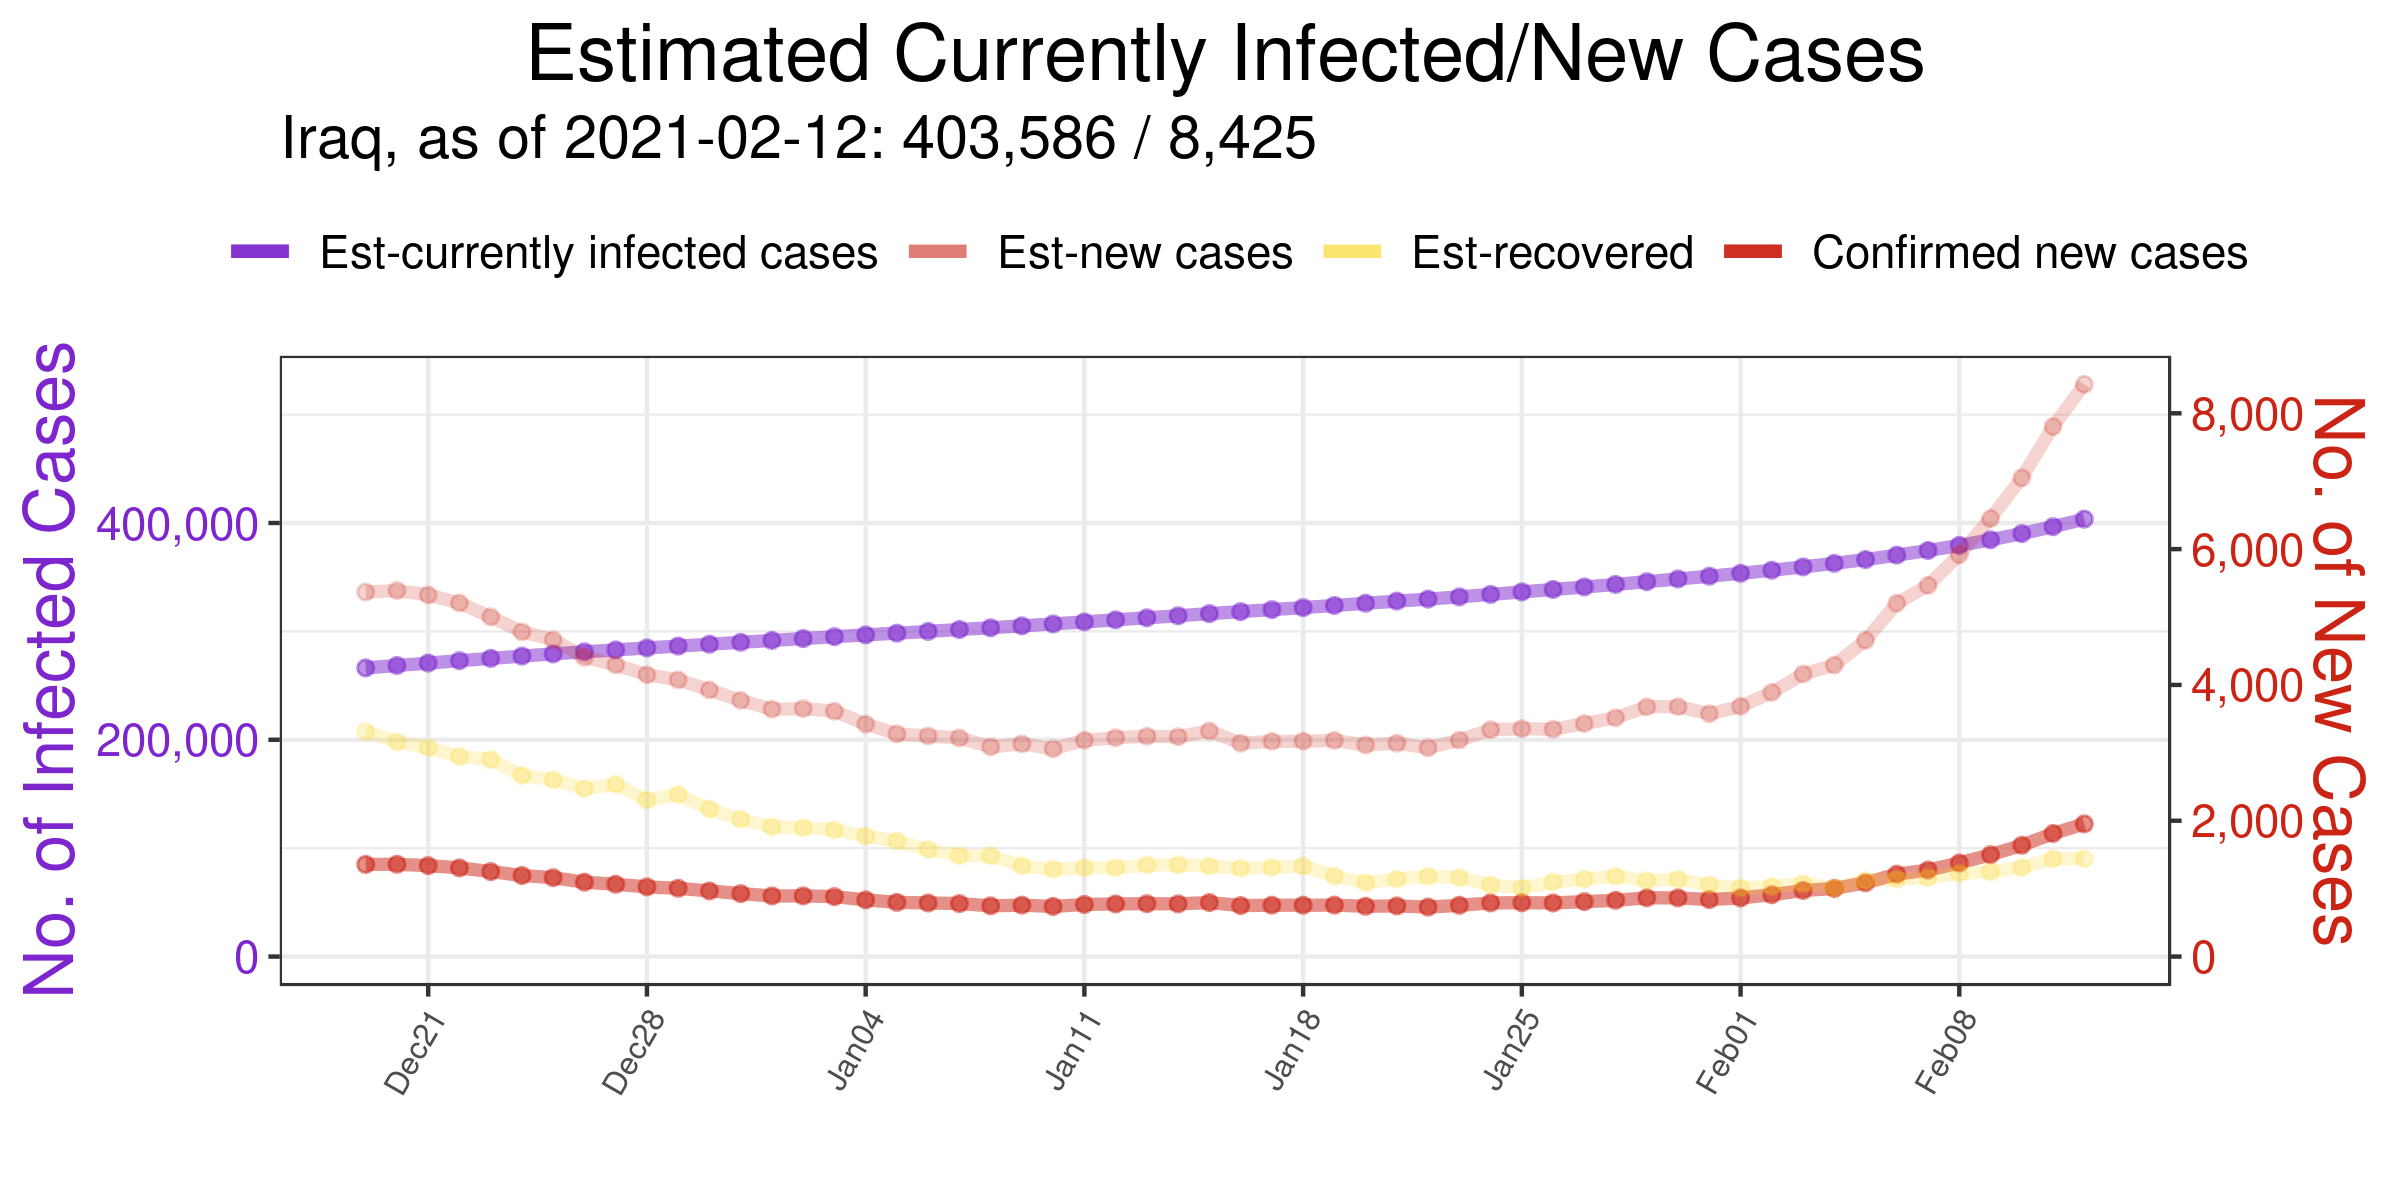 Estimated Currently Infected/New Cases
Iraq, as of 2021-02-12: 403,586 / 8,425
Est-currently infected cases Est-new cases Est-recovered Confirmed new cases
No. of Infected Cases
400,000
200,000
0
8,000
6,000
4,000
2,000
0
No. of New Cases
Dec21 Dec28 Jan04 Jan11 Jan18 Jan25 Feb01 Feb08